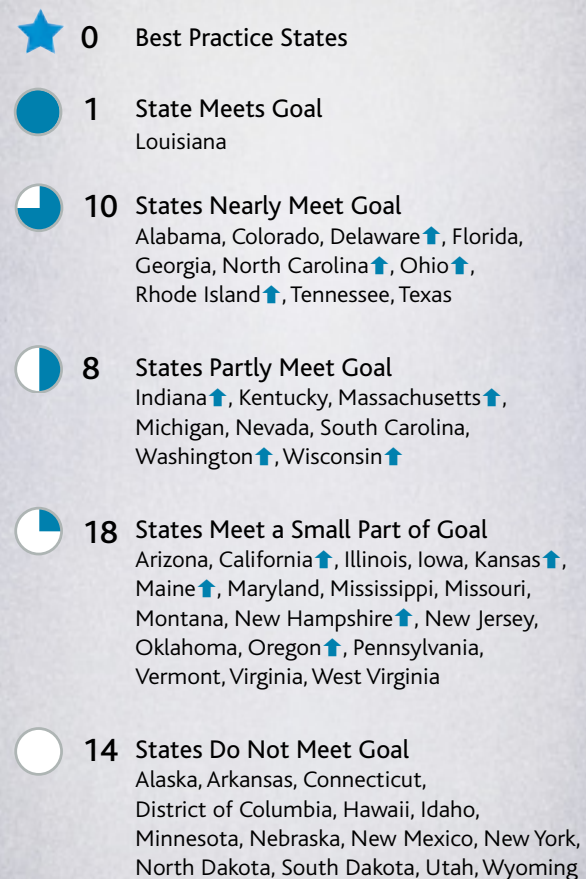 0 Best Practice States
1 State Meets Goal
Louisiana
10 States Nearly Meet Goal
Alabama, Colorado, Delaware⬆, Florida,
Georgia, North Carolina⬆, Ohio⬆,
Rhode Island⬆, Tennessee, Texas
8 States Partly Meet Goal
Indiana⬆, Kentucky, Massachusetts⬆,
Michigan, Nevada, South Carolina,
Washington⬆, Wisconsin⬆
18 States Meet a Small Part of Goal
Arizona, California⬆, Illinois, Iowa, Kansas⬆,
Maine⬆, Maryland, Mississippi, Missouri,
Montana, New Hampshire⬆, New Jersey,
Oklahoma, Oregon⬆, Pennsylvania,
Vermont, Virginia, West Virginia
14 States Do Not Meet Goal
Alaska, Arkansas, Connecticut,
District of Columbia, Hawaii, Idaho,
Minnesota, Nebraska, New Mexico, New York,
North Dakota, South Dakota, Utah, Wyoming